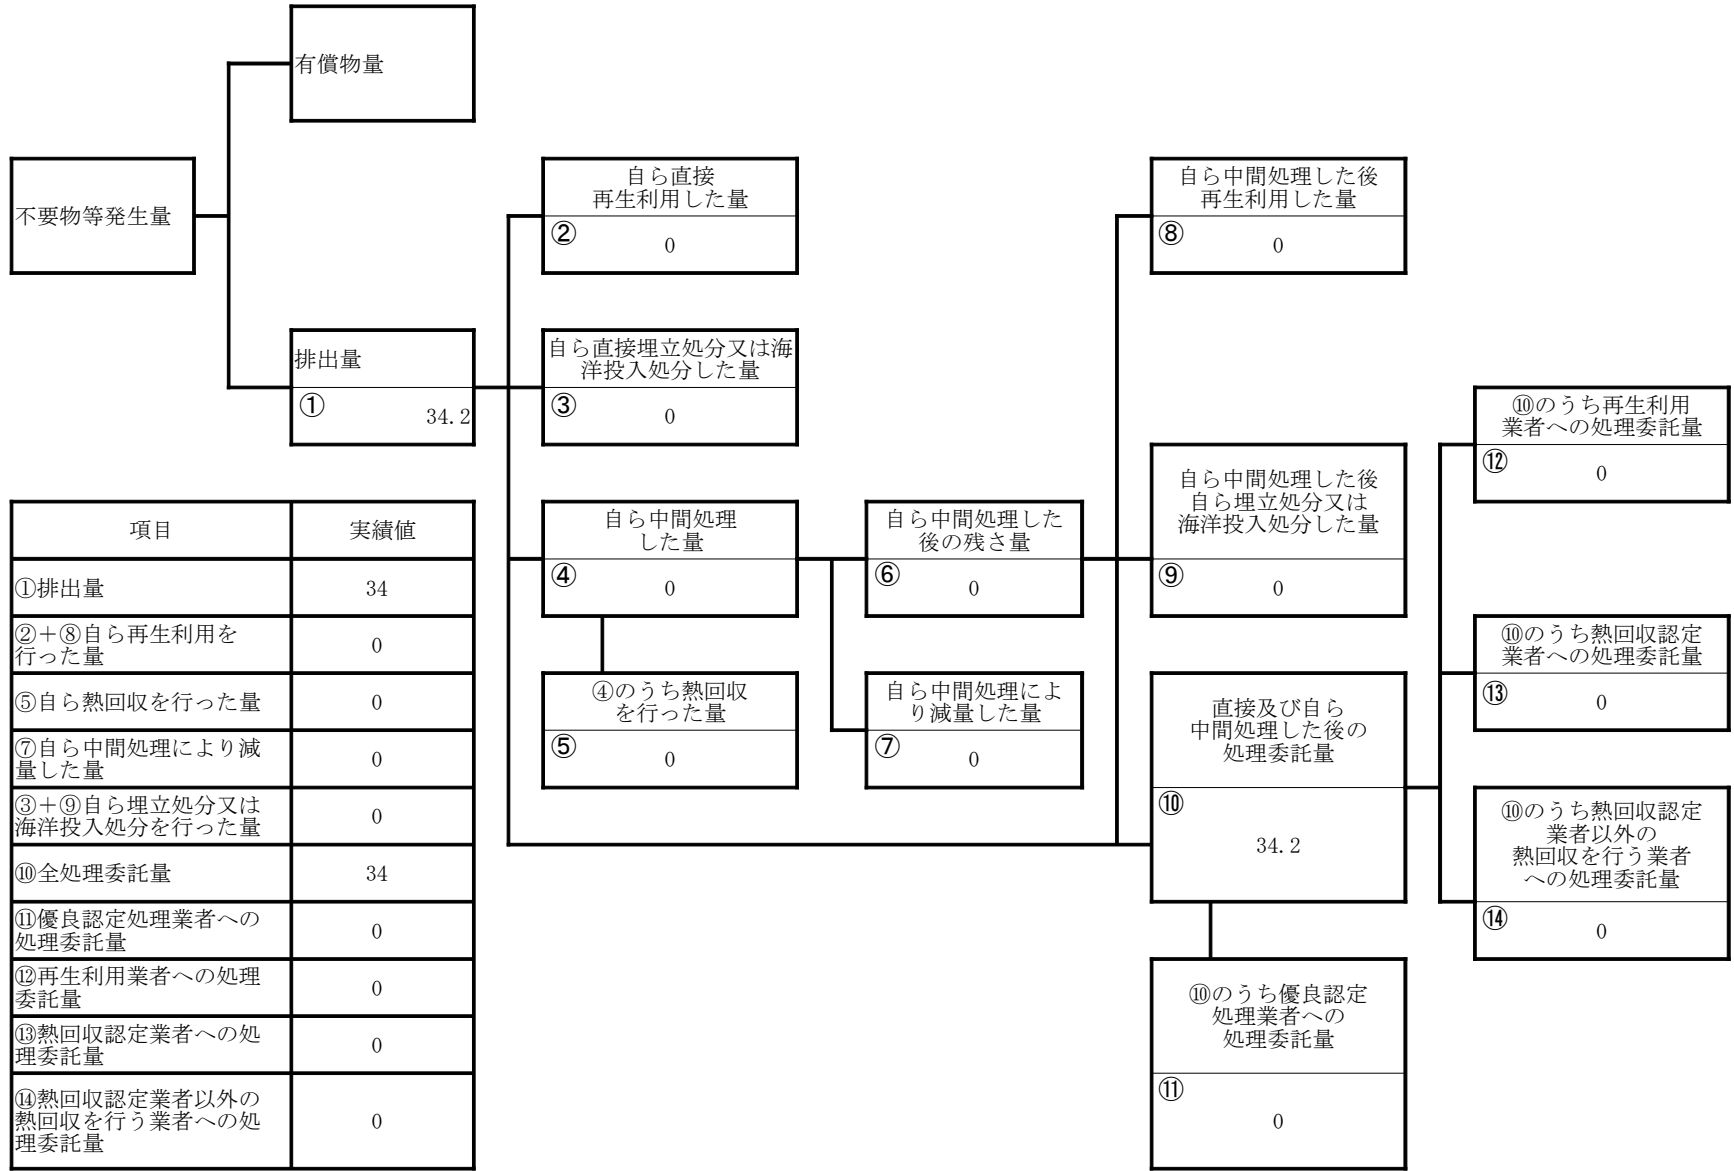 有償物量
不要物等発生量
自ら直接
再生利用した量
②
0
自ら中間処理した後
再生利用した量
⑧
0
排出量
①
34.2
自ら直接埋立処分又は海
洋投入処分した量
③
0
⑩のうち再生利用
業者への処理委託量
⑫
0
自ら中間処理
した量
④
0
自ら中間処理した
後の残さ量
⑥
0
自ら中間処理した後
自ら埋立処分又は
海洋投入処分した量
⑨
0
⑩のうち熱回収認定
業者への処理委託量
⑬
0
④のうち熱回収
を行った量
⑤
0
自ら中間処理によ
り減量した量
⑦
0
直接及び自ら
中間処理した後の
処理委託量
⑩
34.2
⑩のうち熱回収認定
業者以外の
熱回収を行う業者
への処理委託量
⑭
0
⑩のうち優良認定
処理業者への
処理委託量
⑪
0
項目 実績値
①排出量 34
②＋⑧自ら再生利用を
行った量 0
⑤自ら熱回収を行った量 0
⑦自ら中間処理により減
量した量 0
③＋⑨自ら埋立処分又は
海洋投入処分を行った量 0
⑩全処理委託量 34
⑪優良認定処理業者への
処理委託量 0
⑫再生利用業者への処理
委託量 0
⑬熱回収認定業者への処
理委託量 0
⑭熱回収認定業者以外の
熱回収を行う業者への処 0
理委託量